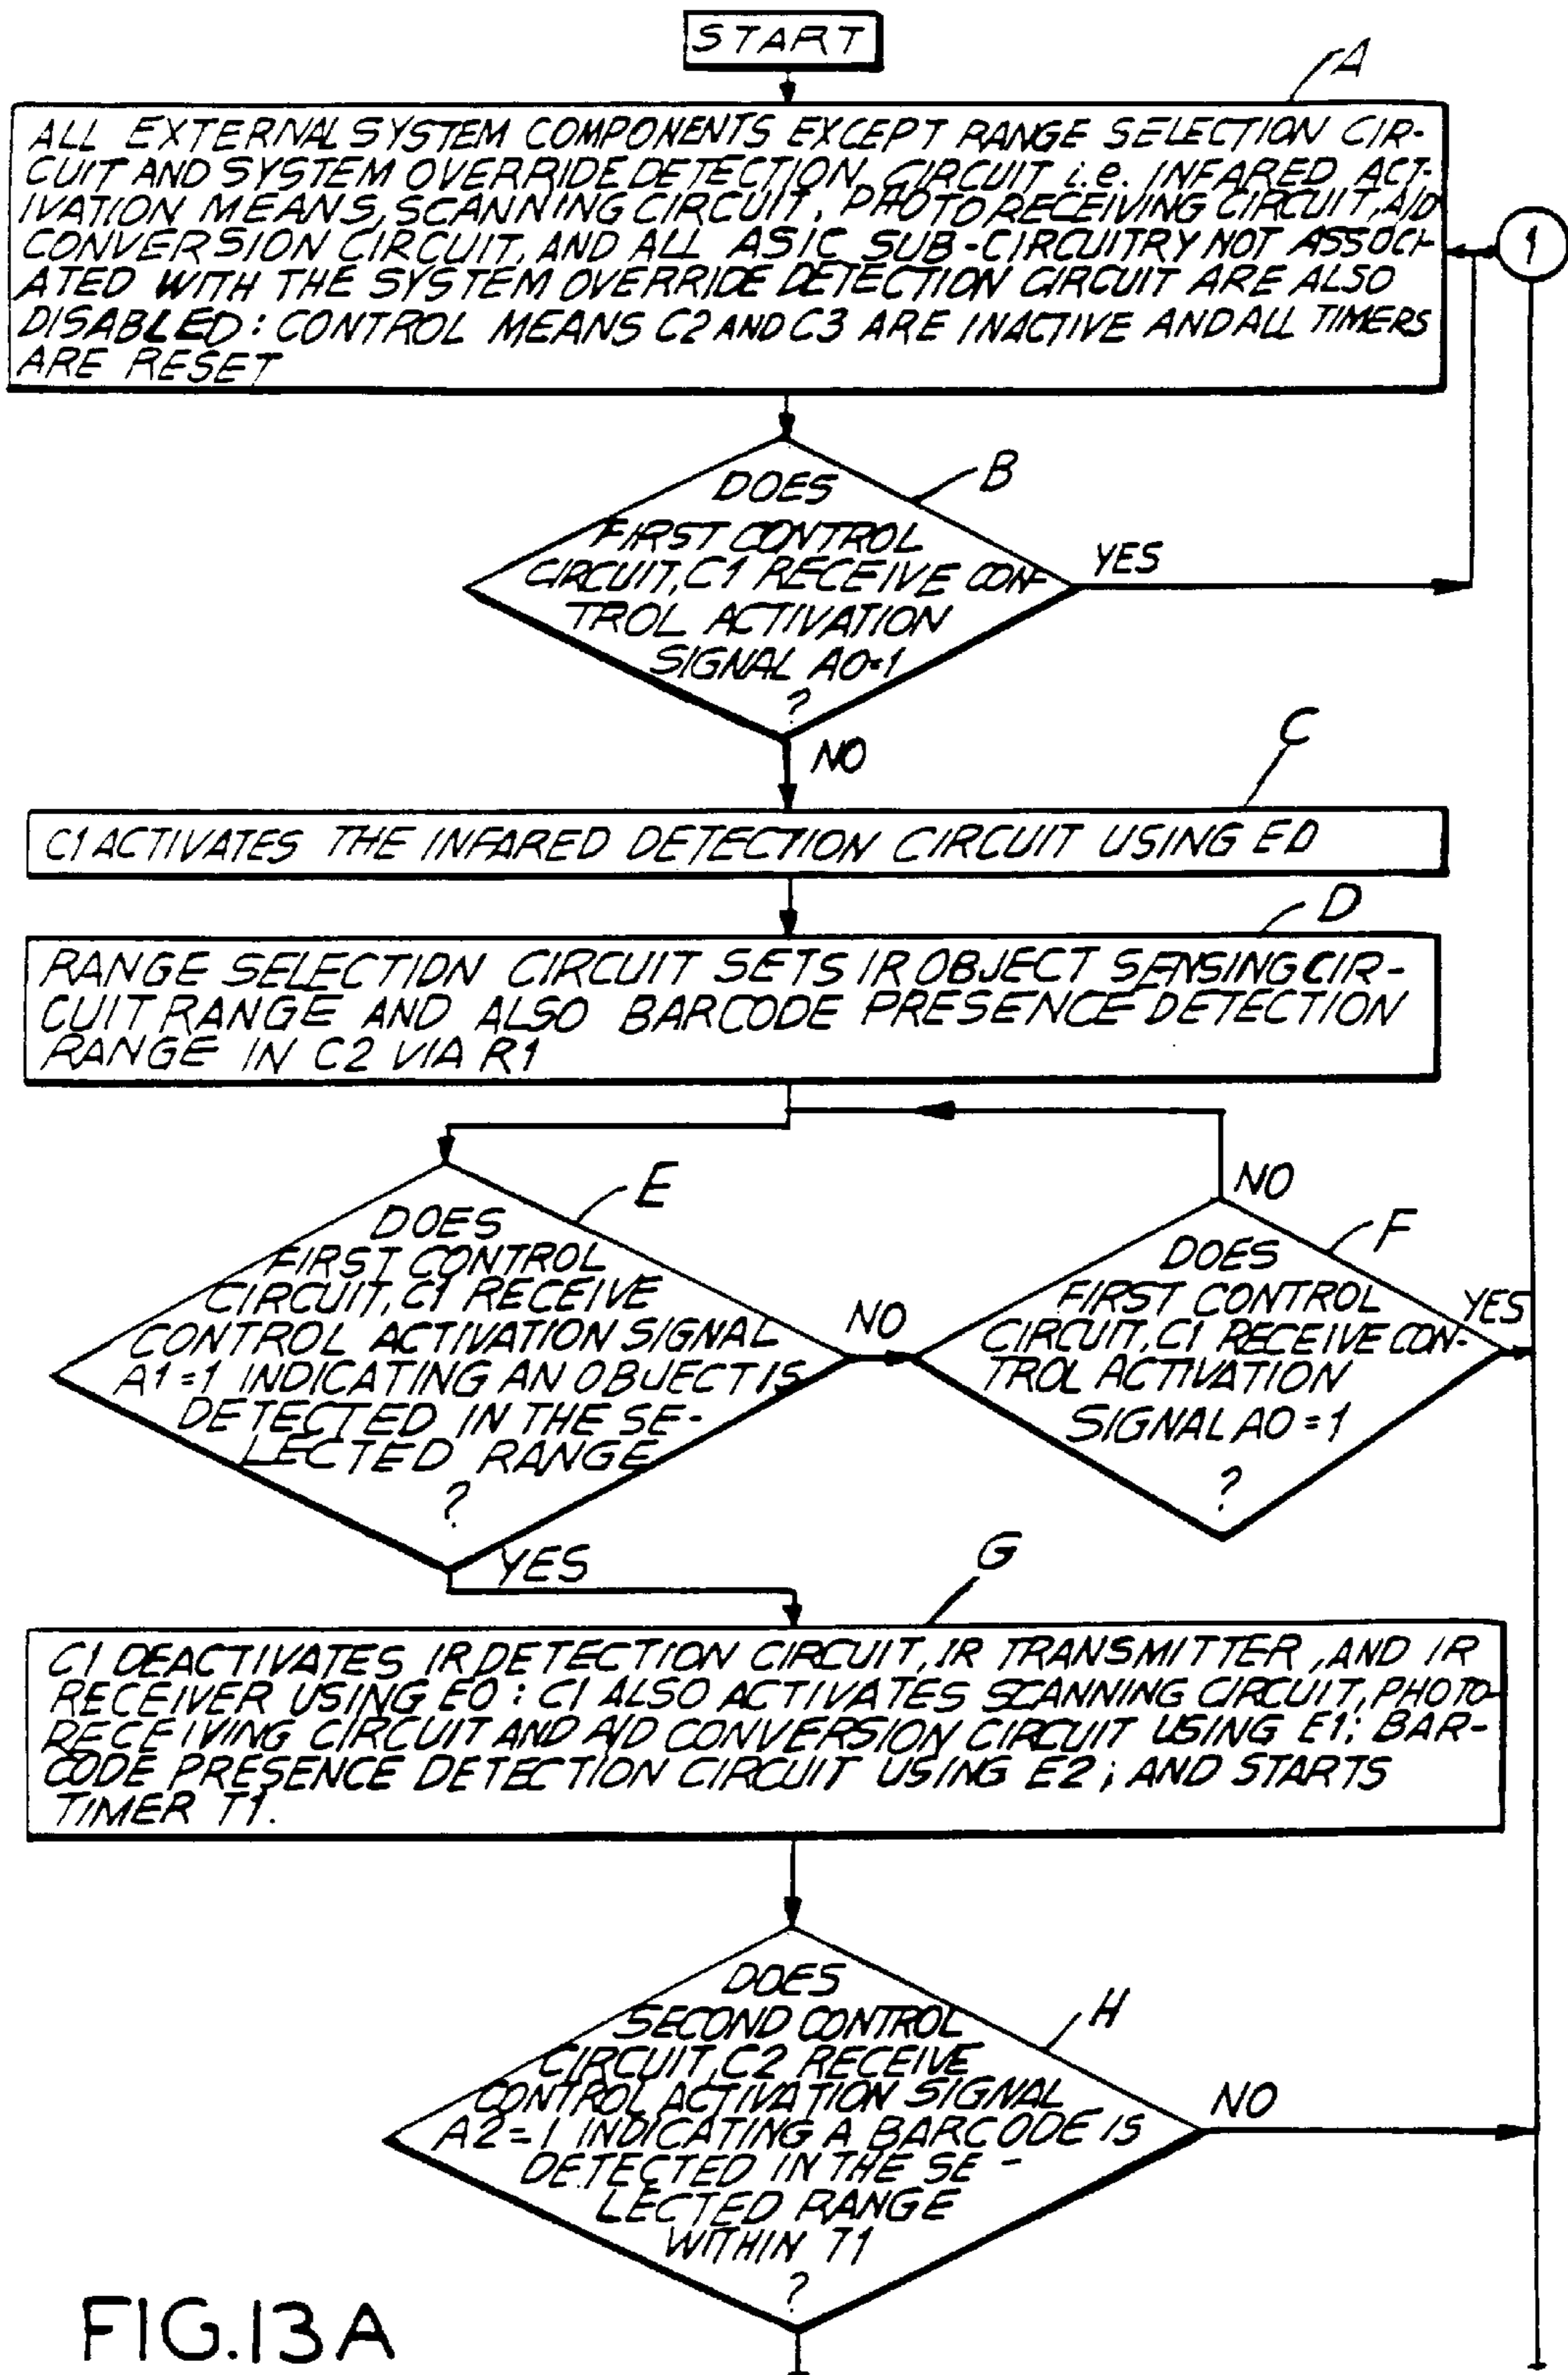 START
A
ALL EXTERNAL SYSTEM COMPONENTS EXCEPT RANGE SELECTION CIR-
CUIT AND SYSTEM OVERRIDE DETECTION CIRCUIT i.e. INFARED ACT-
IVATION MEANS, SCANNING CIRCUIT, PHOTORECEIVING CIRCUIT, A/D
CONVERSION CIRCUIT, AND ALL ASIC SUB-CIRCUITRY NOT ASSOCI-
ATED WITH THE SYSTEM OVERRIDE DETECTION CIRCUIT ARE ALSO
DISABLED: CONTROL MEANS C2 AND C3 ARE INACTIVE AND ALL TIMERS
ARE RESET
1
B
DOES
FIRST CONTROL
CIRCUIT, C1 RECEIVE CON-
TROL ACTIVATION
SIGNAL A0=1
?
YES
NO
C
C1 ACTIVATES THE INFARED DETECTION CIRCUIT USING E0
D
RANGE SELECTION CIRCUIT SETS IR OBJECT SENSING CIR-
CUIT RANGE AND ALSO BARCODE PRESENCE DETECTION
RANGE IN C2 VIA R1
E
DOES
FIRST CONTROL
CIRCUIT, C1 RECEIVE
CONTROL ACTIVATION SIGNAL
A1=1 INDICATING AN OBJECT IS
DETECTED IN THE SE-
LECTED RANGE
?
NO
YES
NO
F
DOES
FIRST CONTROL
CIRCUIT, C1 RECEIVE CON-
TROL ACTIVATION
SIGNAL A0=1
?
YES
G
C1 DEACTIVATES IR DETECTION CIRCUIT, IR TRANSMITTER, AND IR
RECEIVER USING E0: C1 ALSO ACTIVATES SCANNING CIRCUIT, PHOTO-
RECEIVING CIRCUIT AND A/D CONVERSION CIRCUIT USING E1; BAR-
CODE PRESENCE DETECTION CIRCUIT USING E2; AND STARTS
TIMER T1.
H
DOES
SECOND CONTROL
CIRCUIT, C2 RECEIVE
CONTROL ACTIVATION SIGNAL
A2=1 INDICATING A BARCODE IS
DETECTED IN THE SE-
LECTED RANGE
WITHIN T1
?
NO
FIG.13A